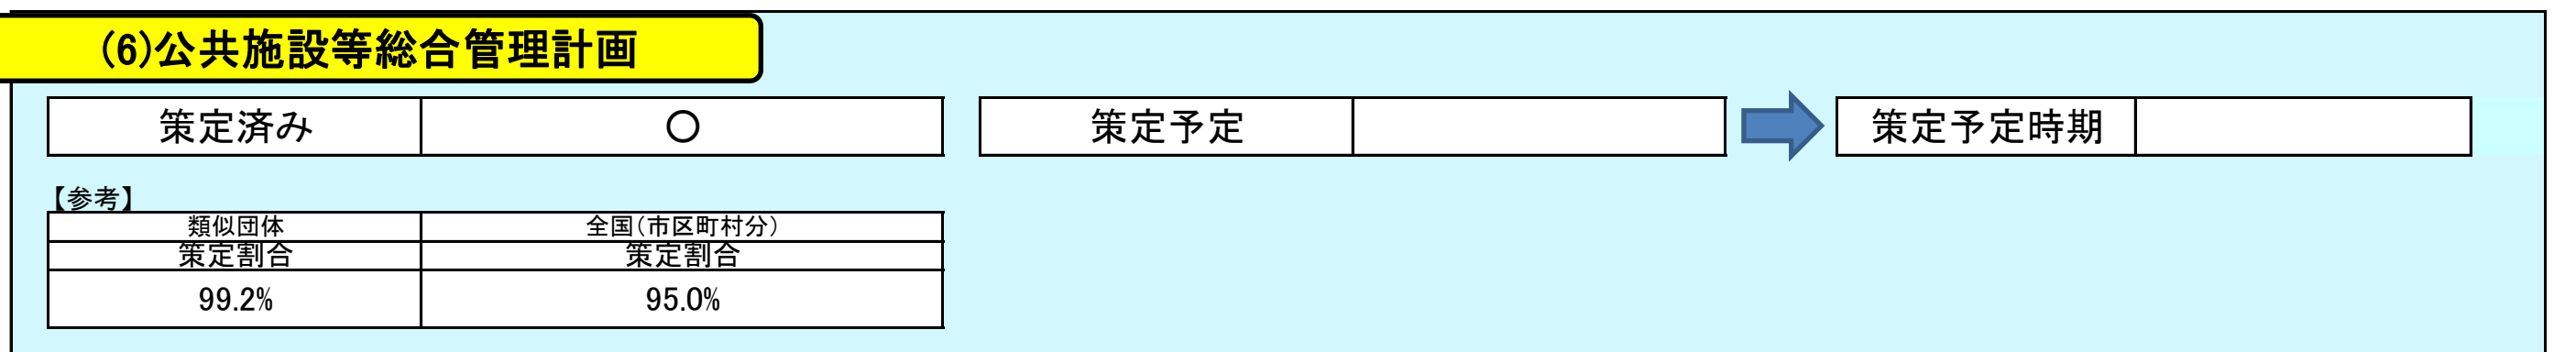 (6)公共施設等総合管理計画
策定済み ○ 策定予定 策定予定時期
【参考】
類似団体 全国(市区町村分)
策定割合 策定割合
99.2% 95.0%